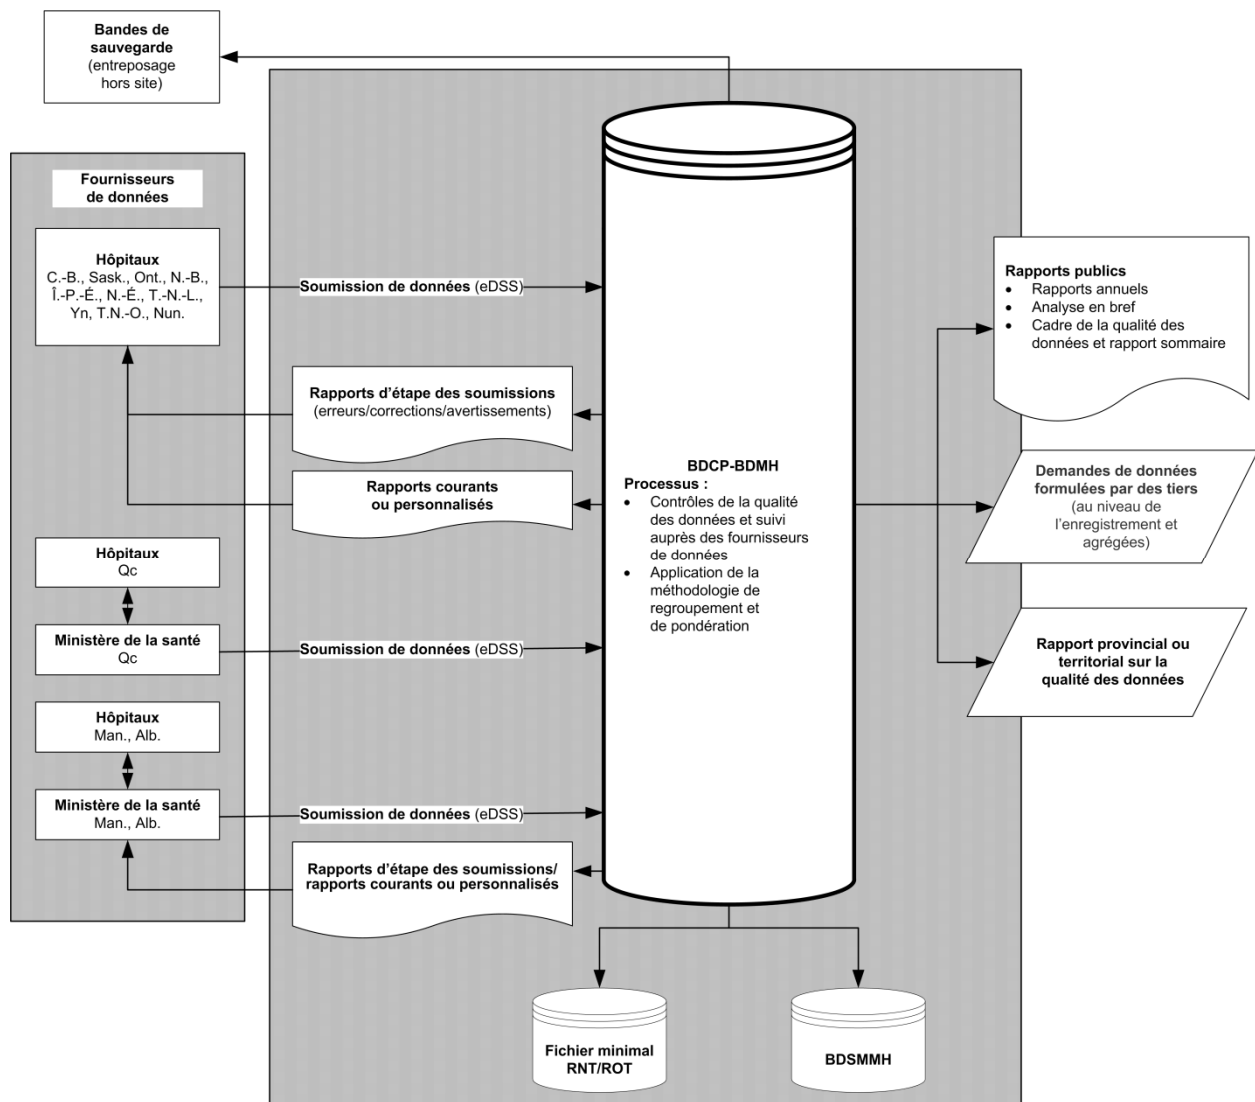 Bandes de
sauvegarde
(entreposage
hors site)
Fournisseurs
de données
Hôpitaux
C.-B., Sask., Ont., N.-B.,
Î.-P.-É., N.-É., T.-N.-L.,
Yn, T.N.-O., Nun.
Soumission de données (eDSS)
Rapports d’étape des soumissions
(erreurs/corrections/avertissements)
Rapports courants
ou personnalisés
Hôpitaux
Qc
Ministère de la santé
Qc
Soumission de données (eDSS)
Hôpitaux
Man., Alb.
Ministère de la santé
Man., Alb.
Soumission de données (eDSS)
Rapports d’étape des soumissions/
rapports courants ou personnalisés
BDCP-BDMH
Processus :
• Contrôles de la qualité
des données et suivi
auprès des fournisseurs
de données
• Application de la
méthodologie de
regroupement et
de pondération
Rapports publics
• Rapports annuels
• Analyse en bref
• Cadre de la qualité des
données et rapport sommaire
Demandes de données
formulées par des tiers
(au niveau de
l’enregistrement et
agrégées)
Rapport provincial ou
territorial sur la
qualité des données
Fichier minimal
RNT/ROT
BDSMMH